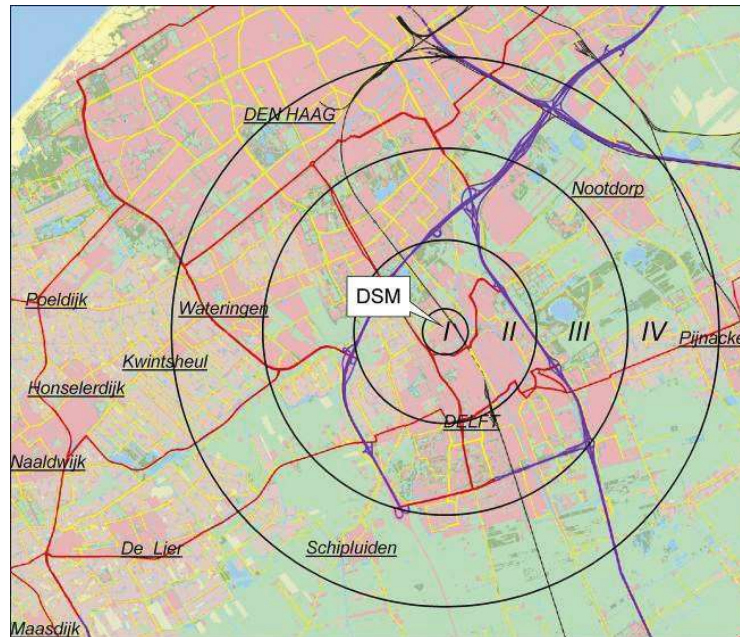 DEN HAAG
Nootdorp
DSM
Poeldijk
Wateringen
I
II
III
IV
Pijnacke
Kwintsheul
Honselerdijk
DELFT
Naaldwijk
De Lier
Schipluiden
Maasdijk